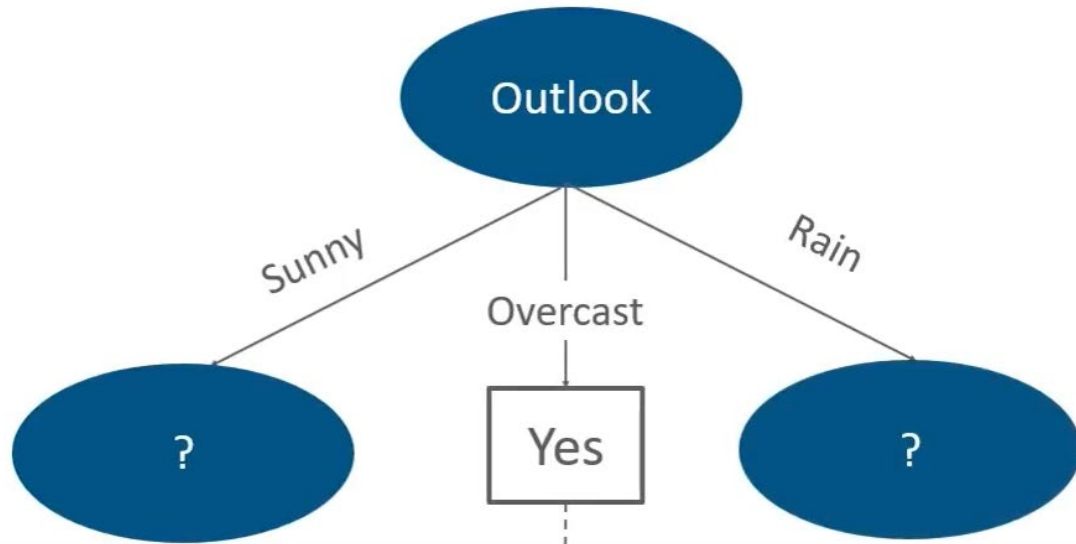 Outlook
Sunny
Rain
Overcast
?
Yes
?